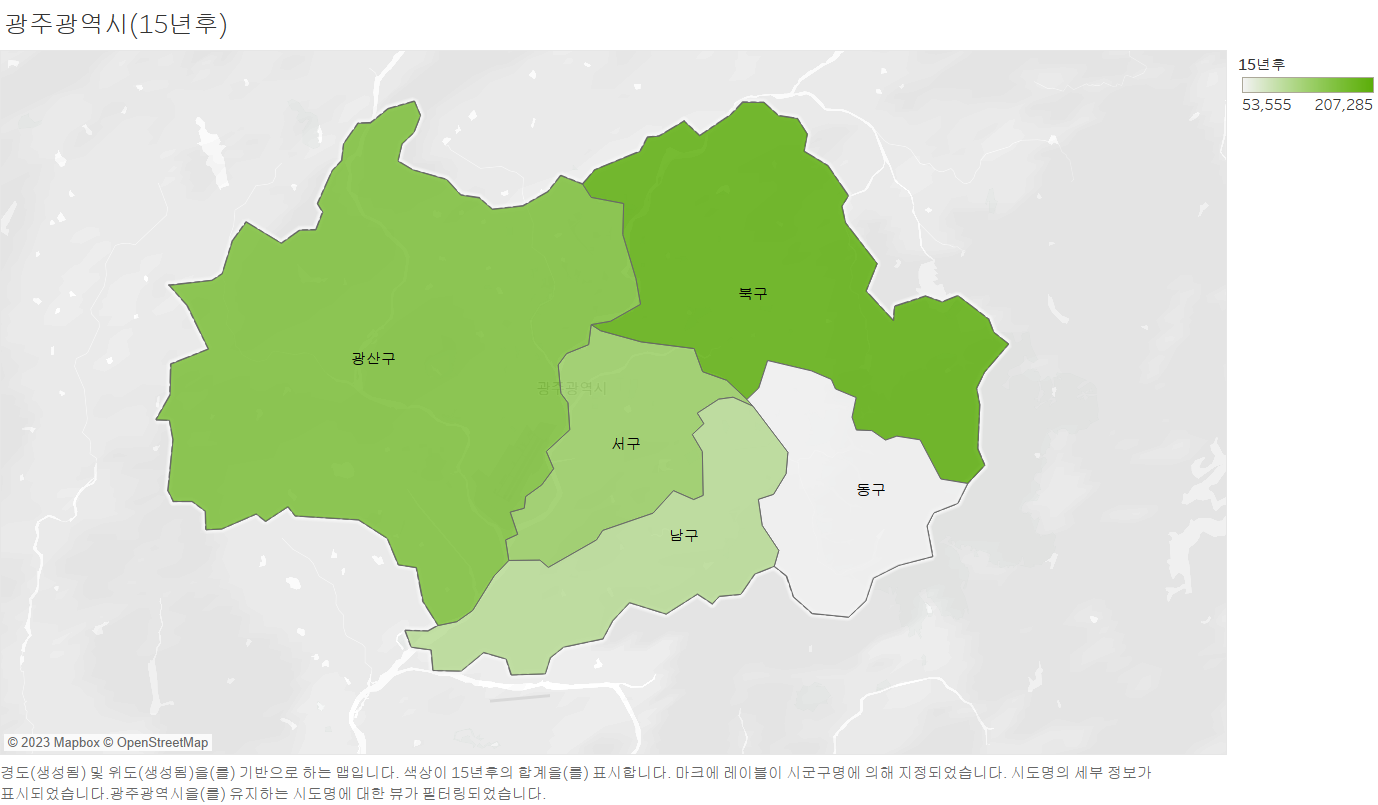 광주광역시(15년후)
15년후
53,555 207,285
북구
광산구
광주광역시
서구
동구
남구
© 2023 Mapbox © OpenStreetMap
경도(생성됨) 및 위도(생성됨)을(를) 기반으로 하는 맵입니다. 색상이 15년후의 합계을(를) 표시합니다. 마크에 레이블이 시군구명에 의해 지정되었습니다. 시도명의 세부 정보가
표시되었습니다.광주광역시을(를) 유지하는 시도명에 대한 뷰가 필터링되었습니다.